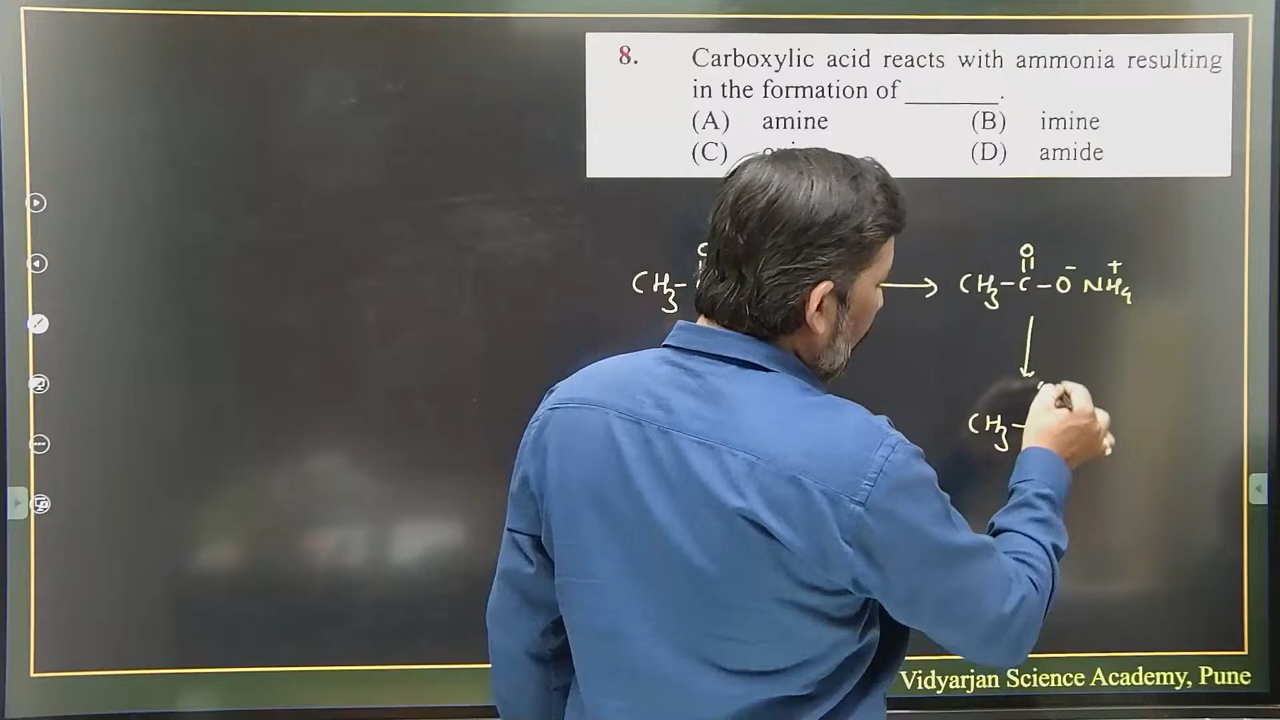 8. Carboxylic acid reacts with ammonia resulting
in the formation of ________.
(A) amine (B) imine
(C) (D) amide
O O
CH3- → CH3-C-O⁻ NH4⁺
CH3-
Vidyarjan Science Academy, Pune